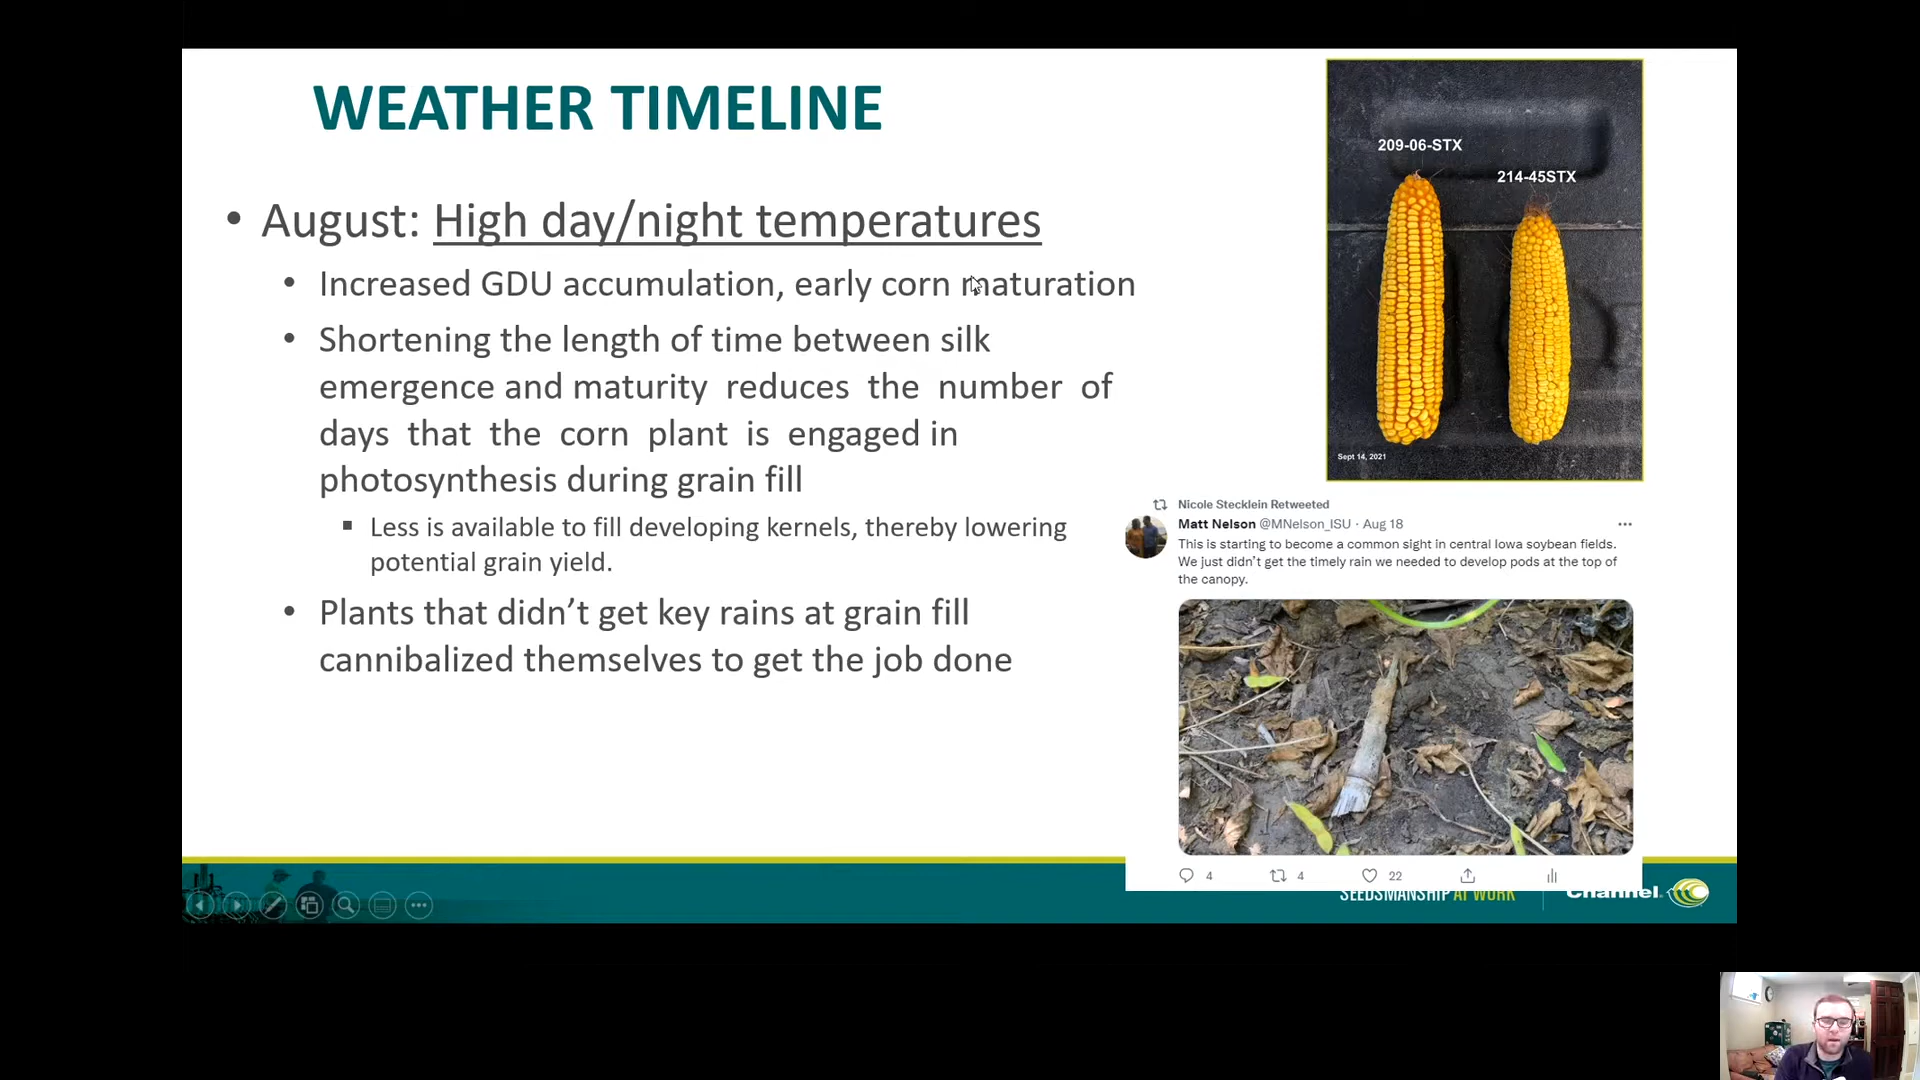 WEATHER TIMELINE
• August: High day/night temperatures
• Increased GDU accumulation, early corn maturation
• Shortening the length of time between silk
emergence and maturity reduces the number of
days that the corn plant is engaged in
photosynthesis during grain fill
▪ Less is available to fill developing kernels, thereby lowering
potential grain yield.
• Plants that didn’t get key rains at grain fill
cannibalized themselves to get the job done
209-06-STX
214-45STX
Sept 14, 2021
Nicole Stecklein Retweeted
Matt Nelson @MNelson_ISU · Aug 18
This is starting to become a common sight in central Iowa soybean fields.
We just didn’t get the timely rain we needed to develop pods at the top of
the canopy.
4 4 22
SEEDSMANSHIP AT WORK
Channel